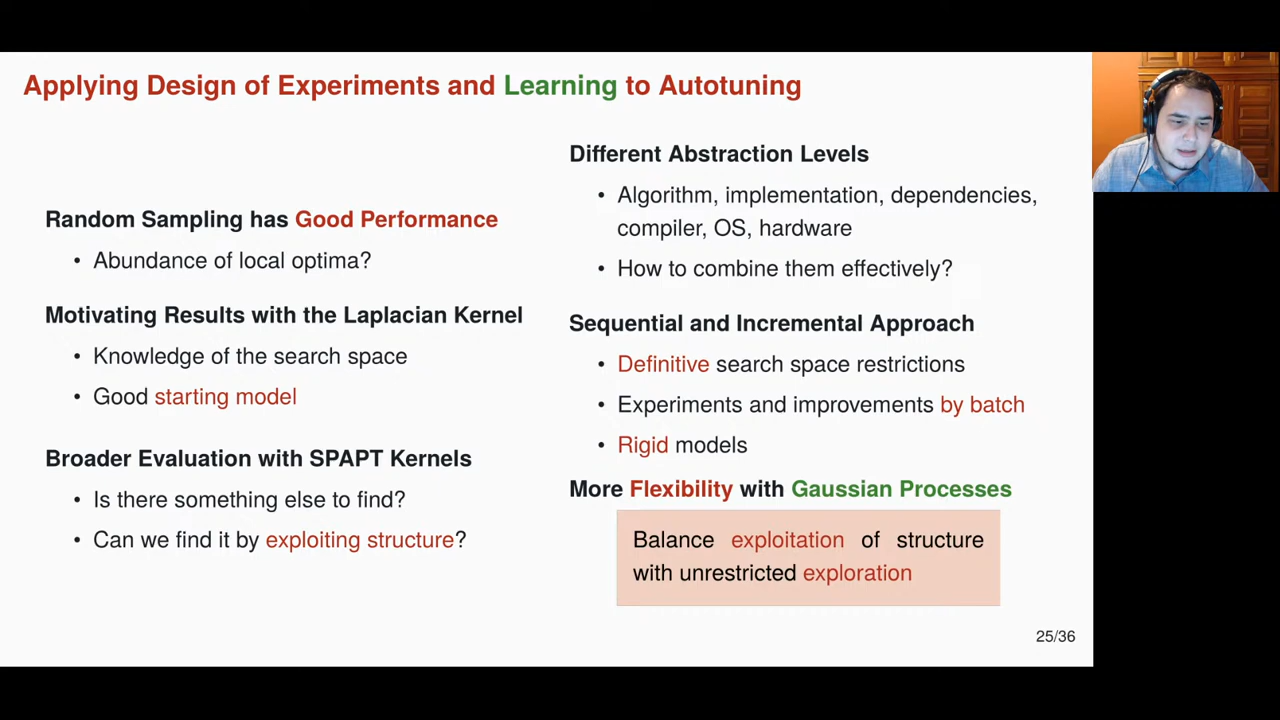 Applying Design of Experiments and Learning to Autotuning
Random Sampling has Good Performance
• Abundance of local optima?
Motivating Results with the Laplacian Kernel
• Knowledge of the search space
• Good starting model
Broader Evaluation with SPAPT Kernels
• Is there something else to find?
• Can we find it by exploiting structure?
Different Abstraction Levels
• Algorithm, implementation, dependencies,
compiler, OS, hardware
• How to combine them effectively?
Sequential and Incremental Approach
• Definitive search space restrictions
• Experiments and improvements by batch
• Rigid models
More Flexibility with Gaussian Processes
Balance exploitation of structure
with unrestricted exploration
25/36